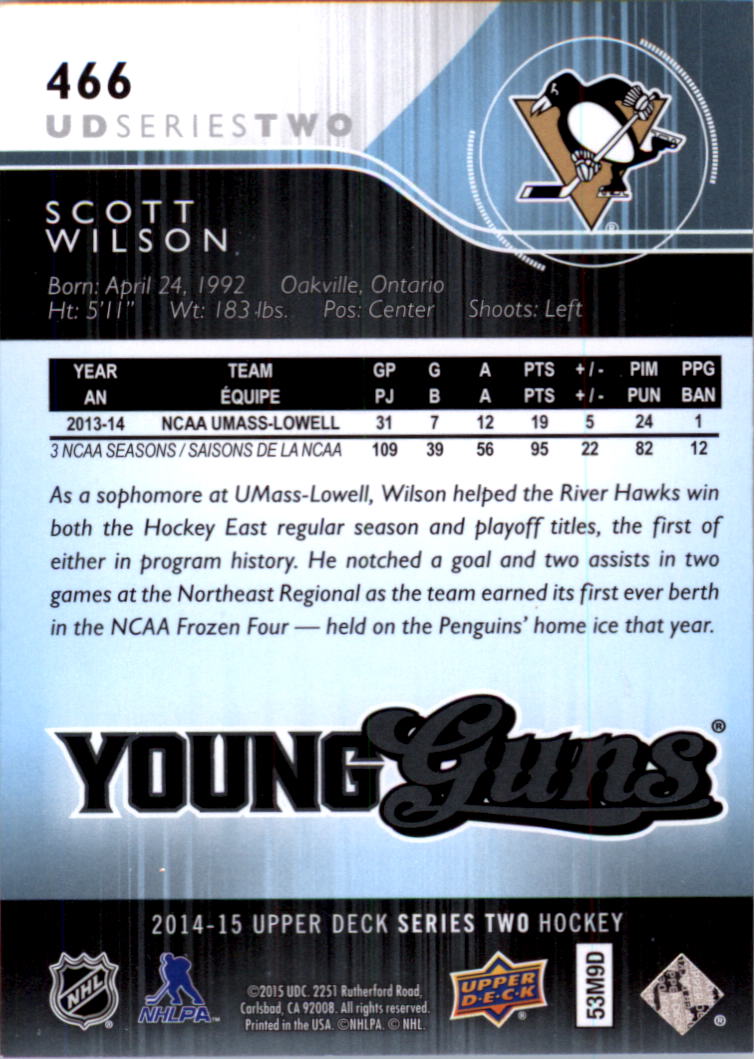 466
UDSERIESTWO
SCOTT
WILSON
Born: April 24, 1992 Oakville, Ontario
Ht: 5'11" Wt: 183 lbs. Pos: Center Shoots: Left
YEAR TEAM GP G A PTS +/- PIM PPG
AN ÉQUIPE PJ B A PTS +/- PUN BAN
2013-14 NCAA UMASS-LOWELL 31 7 12 19 5 24 1
3 NCAA SEASONS / SAISONS DE LA NCAA 109 39 56 95 22 82 12
As a sophomore at UMass-Lowell, Wilson helped the River Hawks win
both the Hockey East regular season and playoff titles, the first of
either in program history. He notched a goal and two assists in two
games at the Northeast Regional as the team earned its first ever berth
in the NCAA Frozen Four — held on the Penguins' home ice that year.
YOUNG Guns®
2014-15 UPPER DECK SERIES TWO HOCKEY
NHL ®
NHLPA™
©2015 UDC. 2251 Rutherford Road,
Carlsbad, CA 92008. All rights reserved.
Printed in the USA. ©NHLPA. © NHL.
UPPER
D·E·C·K ®
53M9D
®